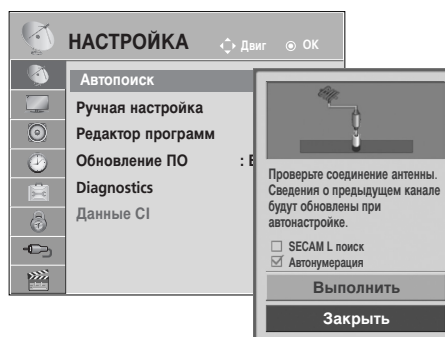 НАСТРОЙКА
Двиг
ОК
Автопоиск
Ручная настройка
Редактор программ
Обновление ПО
Diagnostics
Данные CI
Проверьте соединение антенны.
Сведения о предыдущем канале
будут обновлены при
автонастройке.
SECAM L поиск
Автонумерация
Выполнить
Закрыть